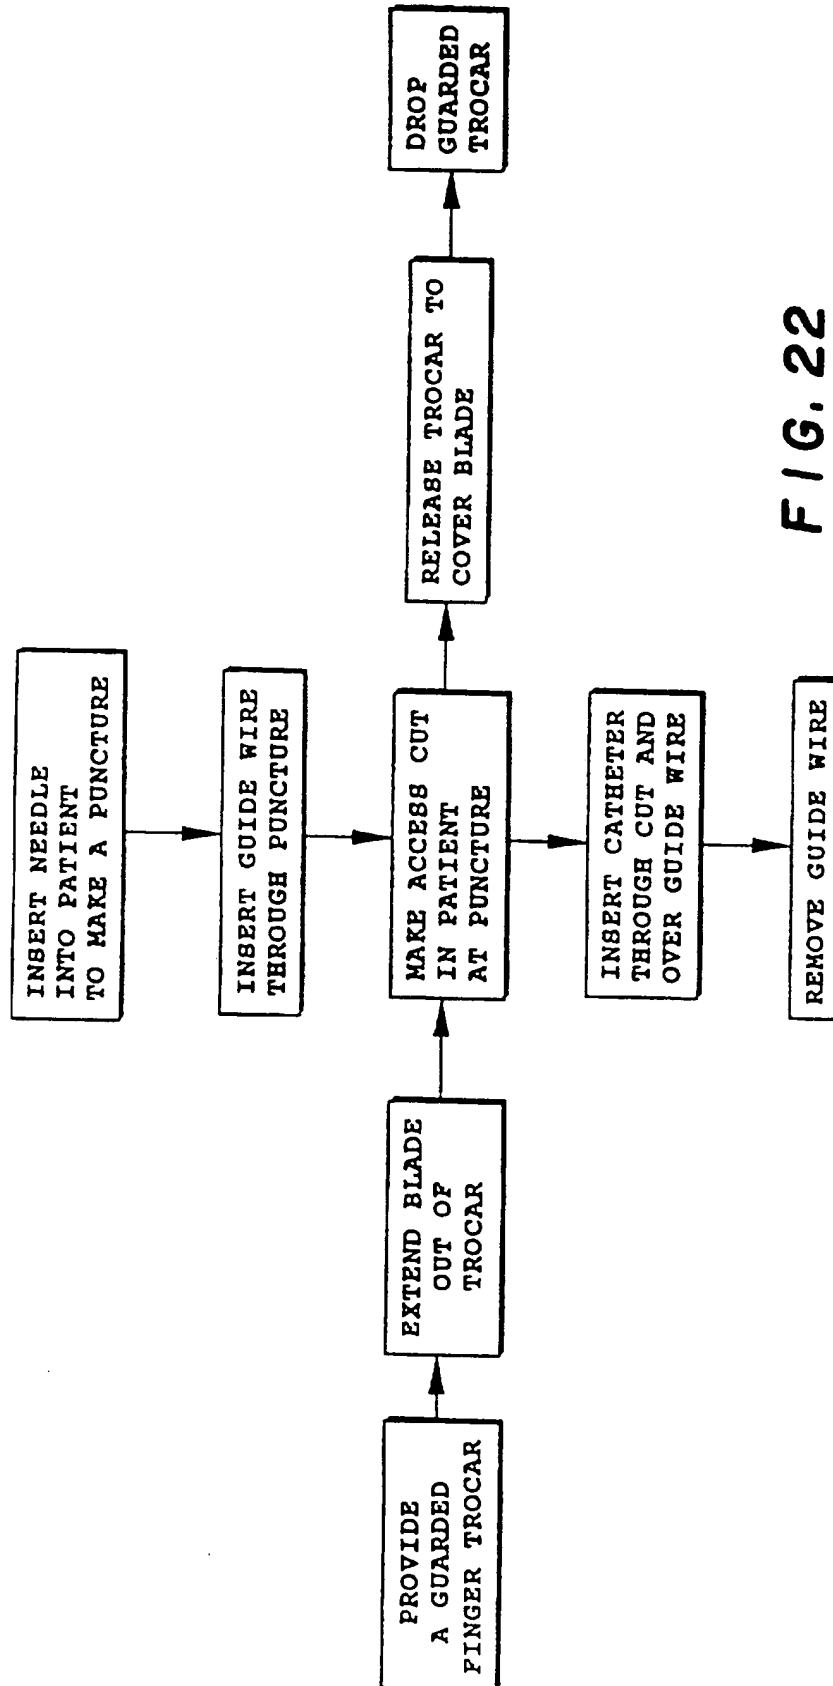 INSERT NEEDLE
INTO PATIENT
TO MAKE A PUNCTURE
INSERT GUIDE WIRE
THROUGH PUNCTURE
PROVIDE
A GUARDED
FINGER TROCAR
EXTEND BLADE
OUT OF
TROCAR
MAKE ACCESS CUT
IN PATIENT
AT PUNCTURE
RELEASE TROCAR TO
COVER BLADE
DROP
GUARDED
TROCAR
INSERT CATHETER
THROUGH CUT AND
OVER GUIDE WIRE
REMOVE GUIDE WIRE
FIG. 22